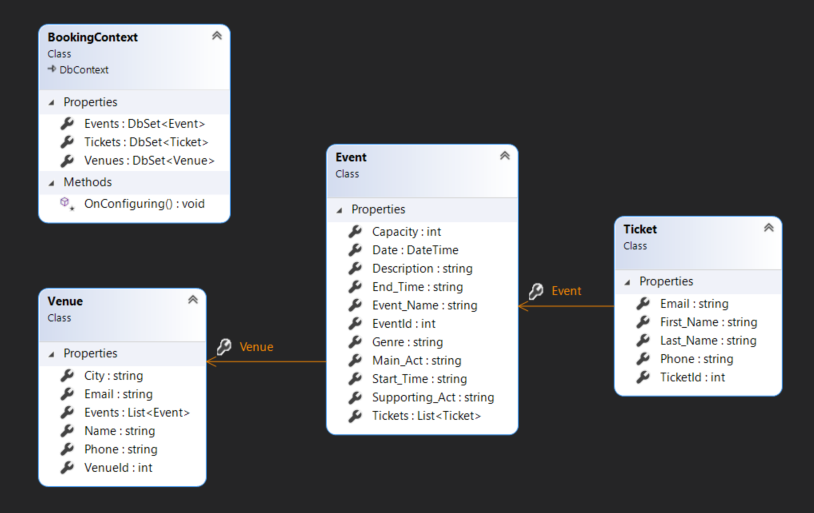 BookingContext
Class
DbContext
Properties
Events : DbSet<Event>
Tickets : DbSet<Ticket>
Venues : DbSet<Venue>
Methods
OnConfiguring() : void
Venue
Class
Properties
City : string
Email : string
Events : List<Event>
Name : string
Phone : string
VenueId : int
Venue
Event
Class
Properties
Capacity : int
Date : DateTime
Description : string
End_Time : string
Event_Name : string
EventId : int
Genre : string
Main_Act : string
Start_Time : string
Supporting_Act : string
Tickets : List<Ticket>
Event
Ticket
Class
Properties
Email : string
First_Name : string
Last_Name : string
Phone : string
TicketId : int